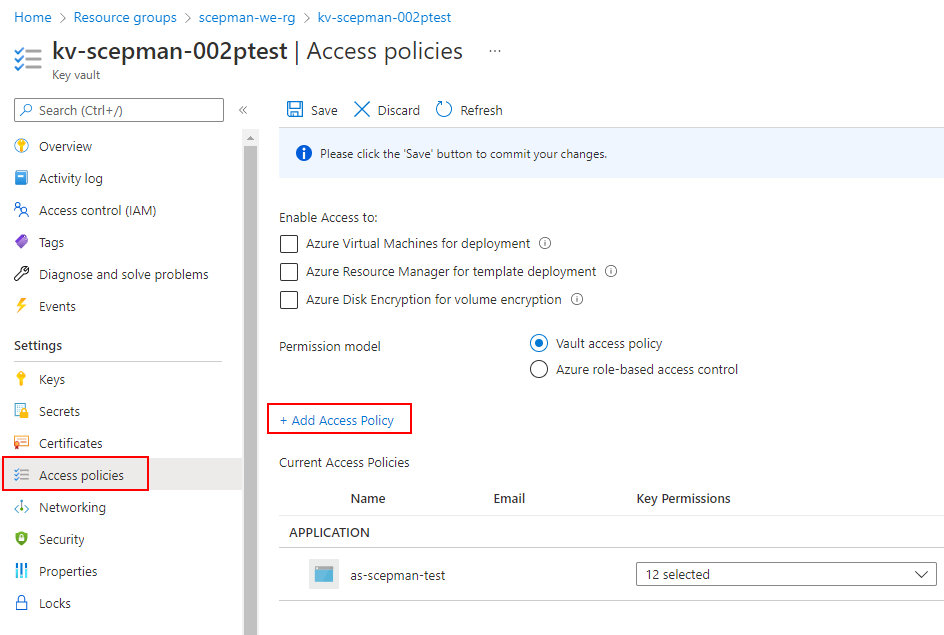 Home > Resource groups > scepman-we-rg > kv-scepman-002ptest
kv-scepman-002ptest | Access policies ...
Key vault
Search (Ctrl+/)
«
Overview
Activity log
Access control (IAM)
Tags
Diagnose and solve problems
Events
Settings
Keys
Secrets
Certificates
Access policies
Networking
Security
Properties
Locks
Save Discard Refresh
Please click the 'Save' button to commit your changes.
Enable Access to:
Azure Virtual Machines for deployment
Azure Resource Manager for template deployment
Azure Disk Encryption for volume encryption
Permission model
Vault access policy
Azure role-based access control
+ Add Access Policy
Current Access Policies
Name Email Key Permissions
APPLICATION
as-scepman-test 12 selected